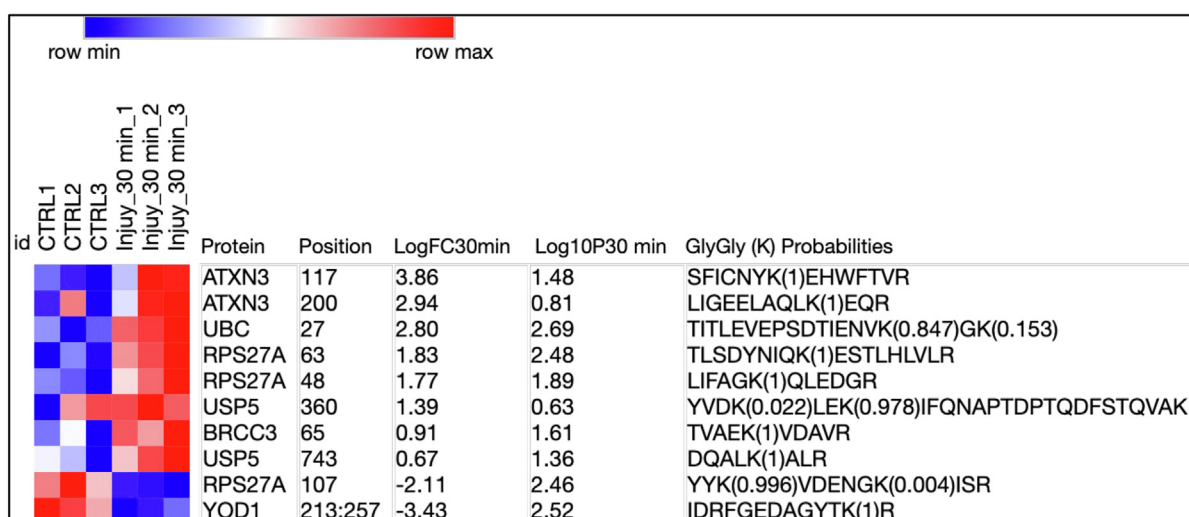 row min row max
id CTRL1 CTRL2 CTRL3 Injuy_30 min_1 Injuy_30 min_2 Injuy_30 min_3 Protein Position LogFC30min Log10P30 min GlyGly (K) Probabilities
ATXN3 117 3.86 1.48 SFICNYK(1)EHWFTVR
ATXN3 200 2.94 0.81 LIGEELAQLK(1)EQR
UBC 27 2.80 2.69 TITLEVEPSDTIENVK(0.847)GK(0.153)
RPS27A 63 1.83 2.48 TLSDYNIQK(1)ESTLHLVLR
RPS27A 48 1.77 1.89 LIFAGK(1)QLEDGR
USP5 360 1.39 0.63 YVDK(0.022)LEK(0.978)IFQNAPTDPTQDFSTQVAK
BRCC3 65 0.91 1.61 TVAEK(1)VDAVR
USP5 743 0.67 1.36 DQALK(1)ALR
RPS27A 107 -2.11 2.46 YYK(0.996)VDENGK(0.004)ISR
YOD1 213;257 -3.43 2.52 IDRFGEDAGYTK(1)R